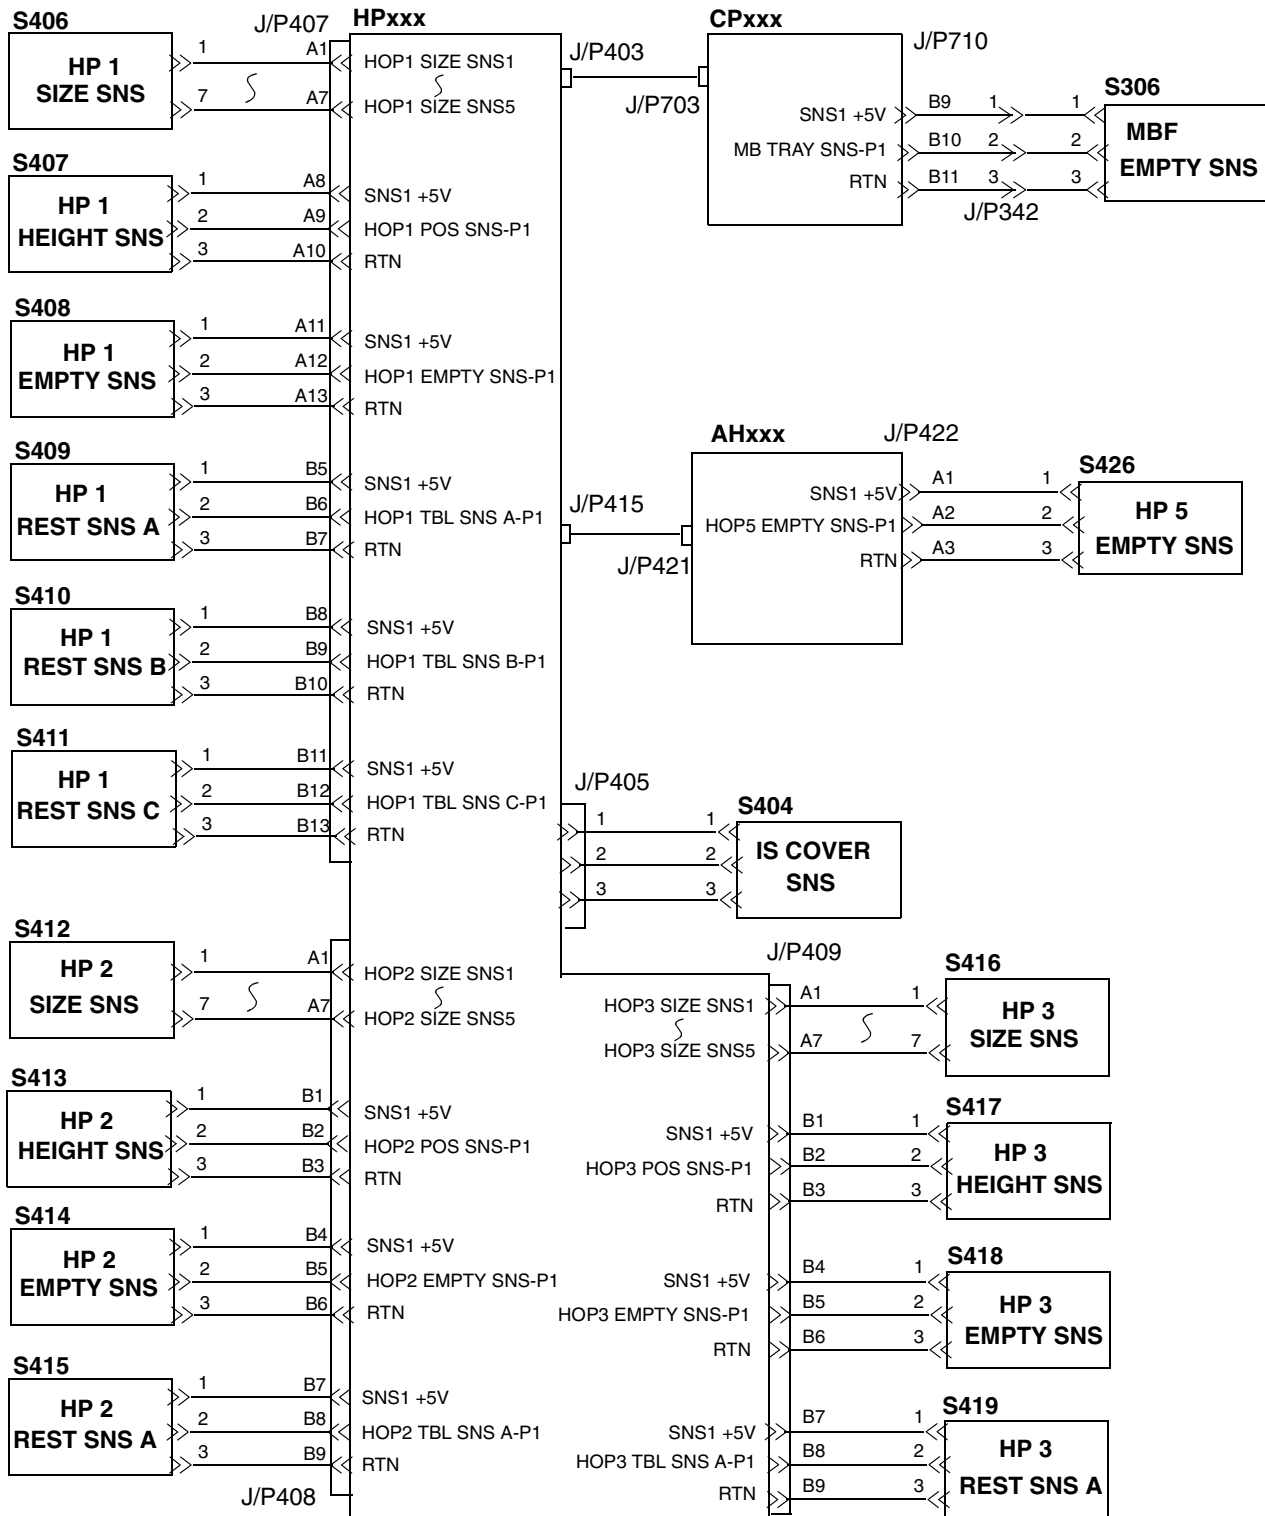 S406
J/P407
HPxxx
CPxxx
J/P710
HP 1
SIZE SNS
1 A1 HOP1 SIZE SNS1
7 A7 HOP1 SIZE SNS5
J/P403
J/P703
SNS1 +5V B9 1 1
MB TRAY SNS-P1 B10 2 2
RTN B11 3 3
J/P342
S306
MBF
EMPTY SNS
S407
HP 1
HEIGHT SNS
1 A8 SNS1 +5V
2 A9 HOP1 POS SNS-P1
3 A10 RTN
S408
HP 1
EMPTY SNS
1 A11 SNS1 +5V
2 A12 HOP1 EMPTY SNS-P1
3 A13 RTN
S409
HP 1
REST SNS A
1 B5 SNS1 +5V
2 B6 HOP1 TBL SNS A-P1
3 B7 RTN
J/P415
J/P421
AHxxx
J/P422
SNS1 +5V A1 1
HOP5 EMPTY SNS-P1 A2 2
RTN A3 3
S426
HP 5
EMPTY SNS
S410
HP 1
REST SNS B
1 B8 SNS1 +5V
2 B9 HOP1 TBL SNS B-P1
3 B10 RTN
S411
HP 1
REST SNS C
1 B11 SNS1 +5V
2 B12 HOP1 TBL SNS C-P1
3 B13 RTN
J/P405
1 1
2 2
3 3
S404
IS COVER
SNS
S412
HP 2
SIZE SNS
1 A1 HOP2 SIZE SNS1
7 A7 HOP2 SIZE SNS5
J/P409
HOP3 SIZE SNS1 A1 1
HOP3 SIZE SNS5 A7 7
S416
HP 3
SIZE SNS
S413
HP 2
HEIGHT SNS
1 B1 SNS1 +5V
2 B2 HOP2 POS SNS-P1
3 B3 RTN
SNS1 +5V B1 1
HOP3 POS SNS-P1 B2 2
RTN B3 3
S417
HP 3
HEIGHT SNS
S414
HP 2
EMPTY SNS
1 B4 SNS1 +5V
2 B5 HOP2 EMPTY SNS-P1
3 B6 RTN
SNS1 +5V B4 1
HOP3 EMPTY SNS-P1 B5 2
RTN B6 3
S418
HP 3
EMPTY SNS
S415
HP 2
REST SNS A
1 B7 SNS1 +5V
2 B8 HOP2 TBL SNS A-P1
3 B9 RTN
J/P408
SNS1 +5V B7 1
HOP3 TBL SNS A-P1 B8 2
RTN B9 3
S419
HP 3
REST SNS A